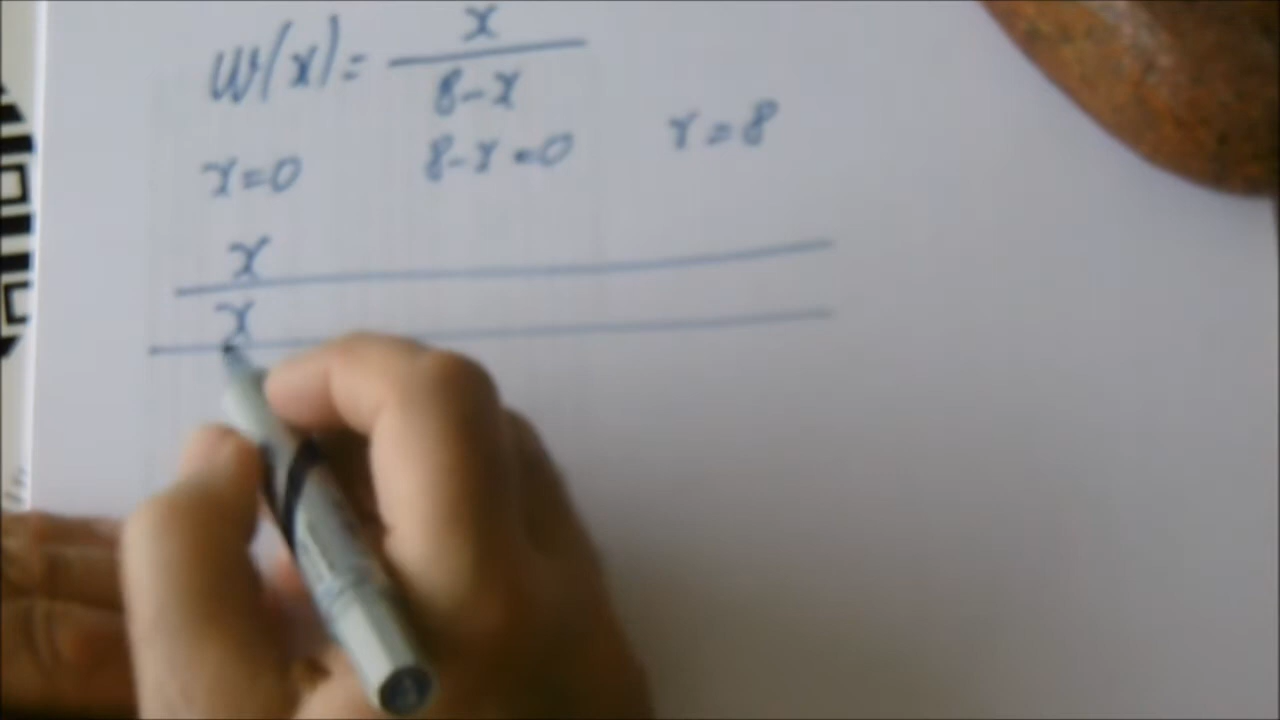 w(x) = x / (8-x)
x=0 8-x=0 x=8
x
x